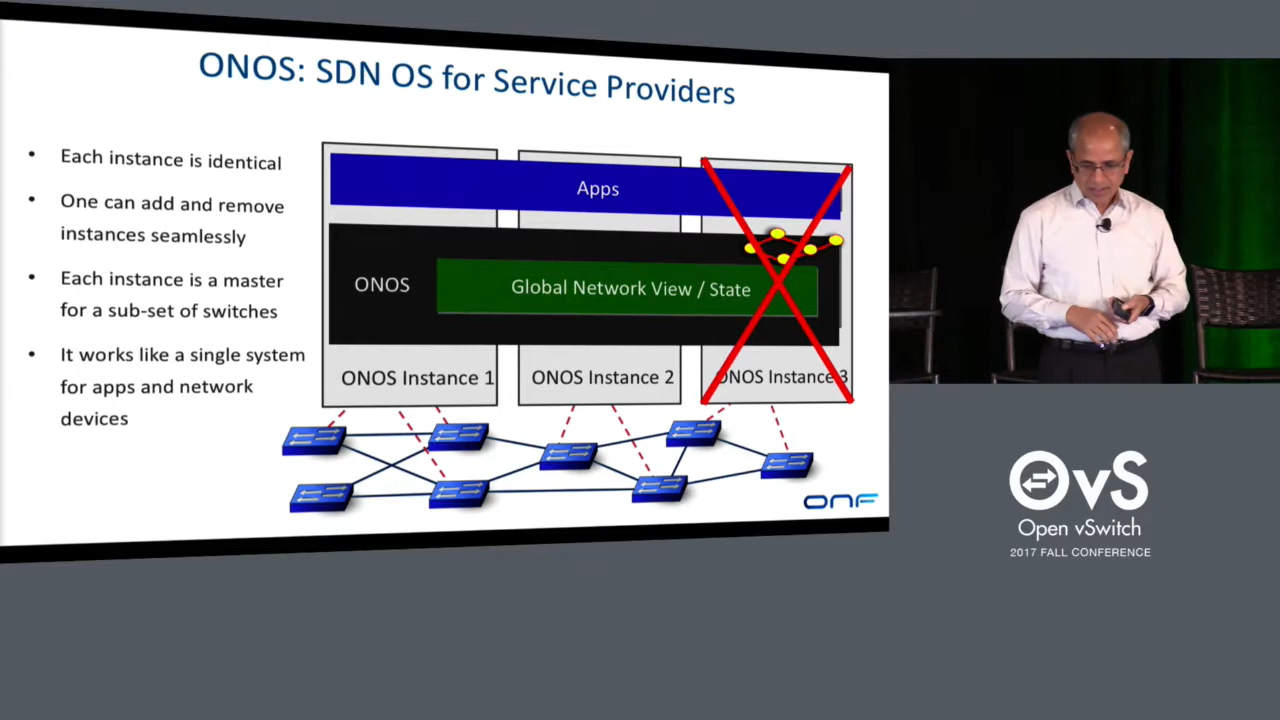 ONOS: SDN OS for Service Providers
• Each instance is identical
• One can add and remove
instances seamlessly
• Each instance is a master
for a sub-set of switches
• It works like a single system
for apps and network
devices
Apps
ONOS
Global Network View / State
ONOS Instance 1
ONOS Instance 2
ONOS Instance 3
ONF
OvS
Open vSwitch
2017 FALL CONFERENCE